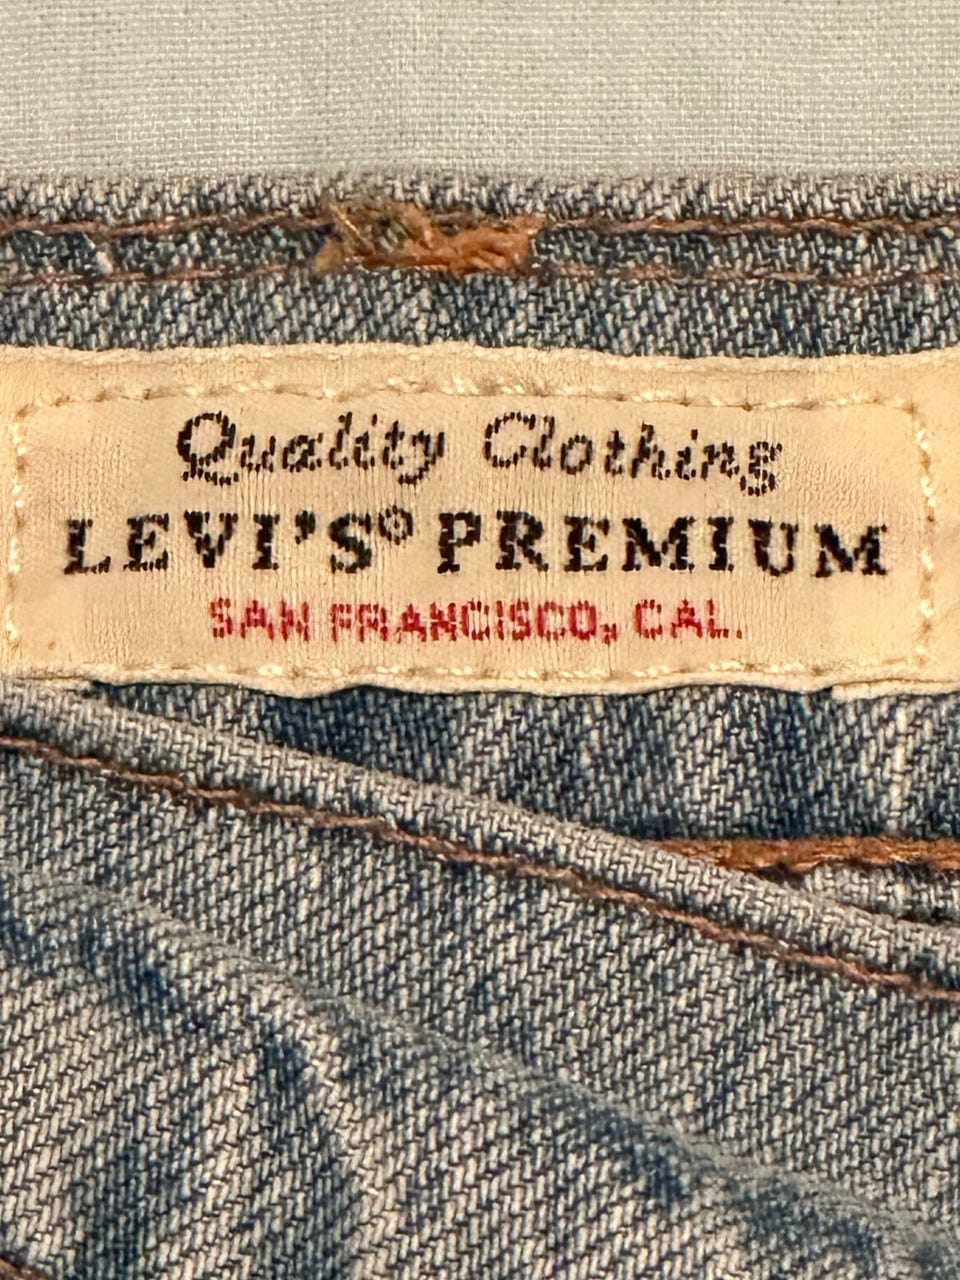 Quality Clothing
LEVI'S® PREMIUM
SAN FRANCISCO, CAL.